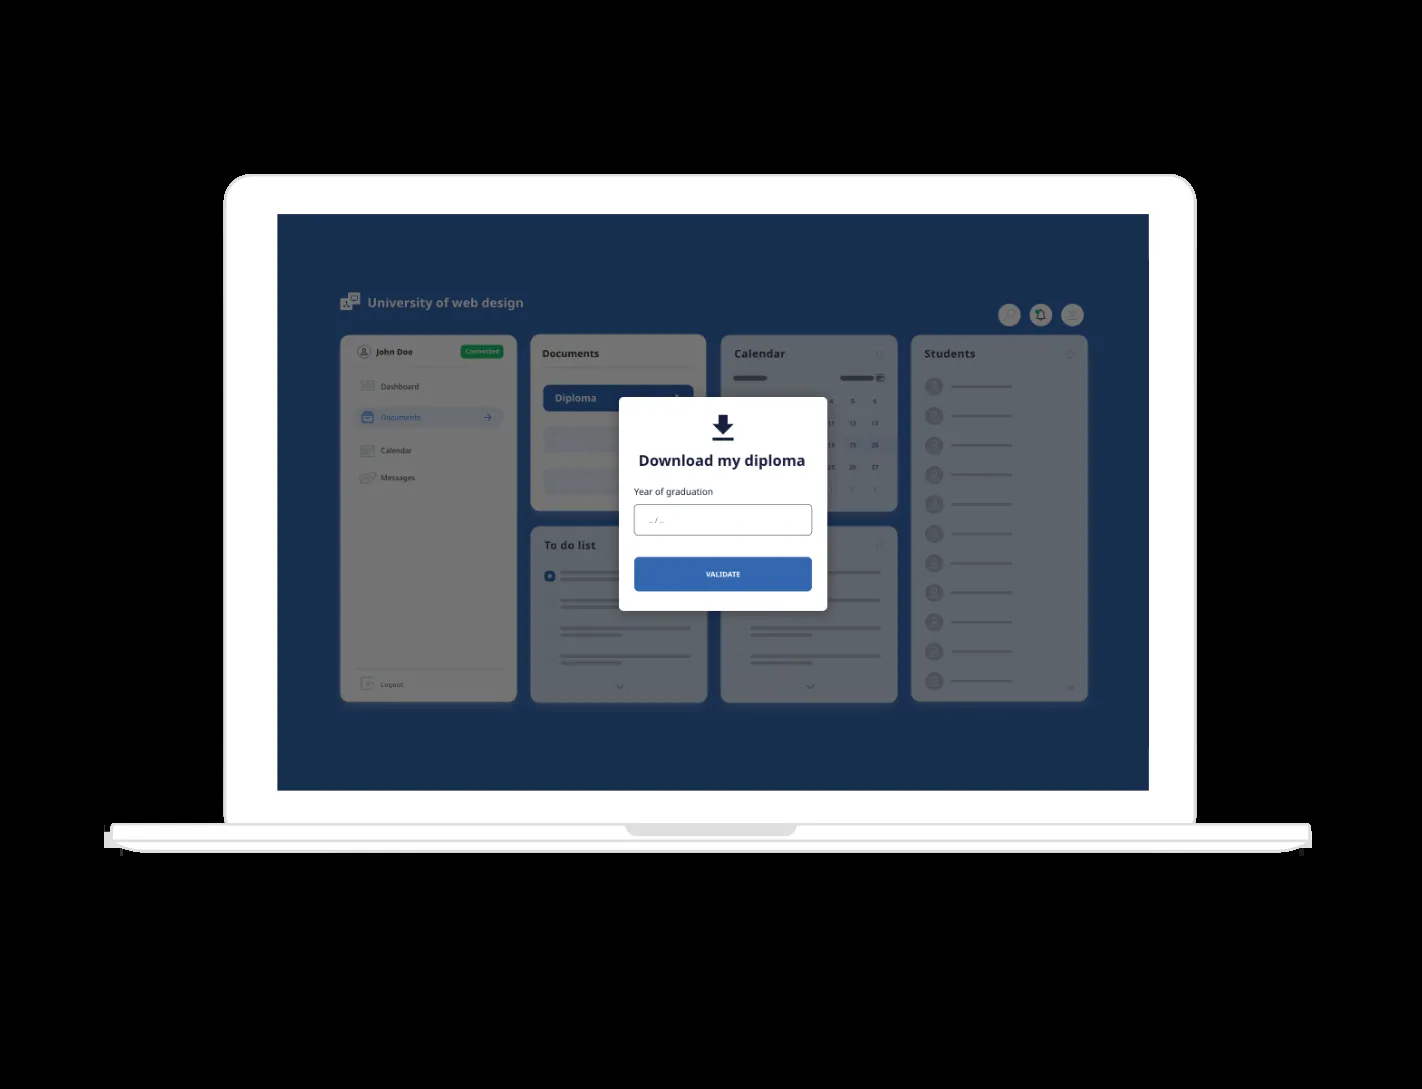 University of web design
John Doe
Connected
Dashboard
Documents
Calendar
Messages
Logout
Documents
Diploma
To do list
Calendar
4 5 6
11 12 13
19 19 20
25 26 27
Students
Download my diploma
Year of graduation
_ / _
VALIDATE